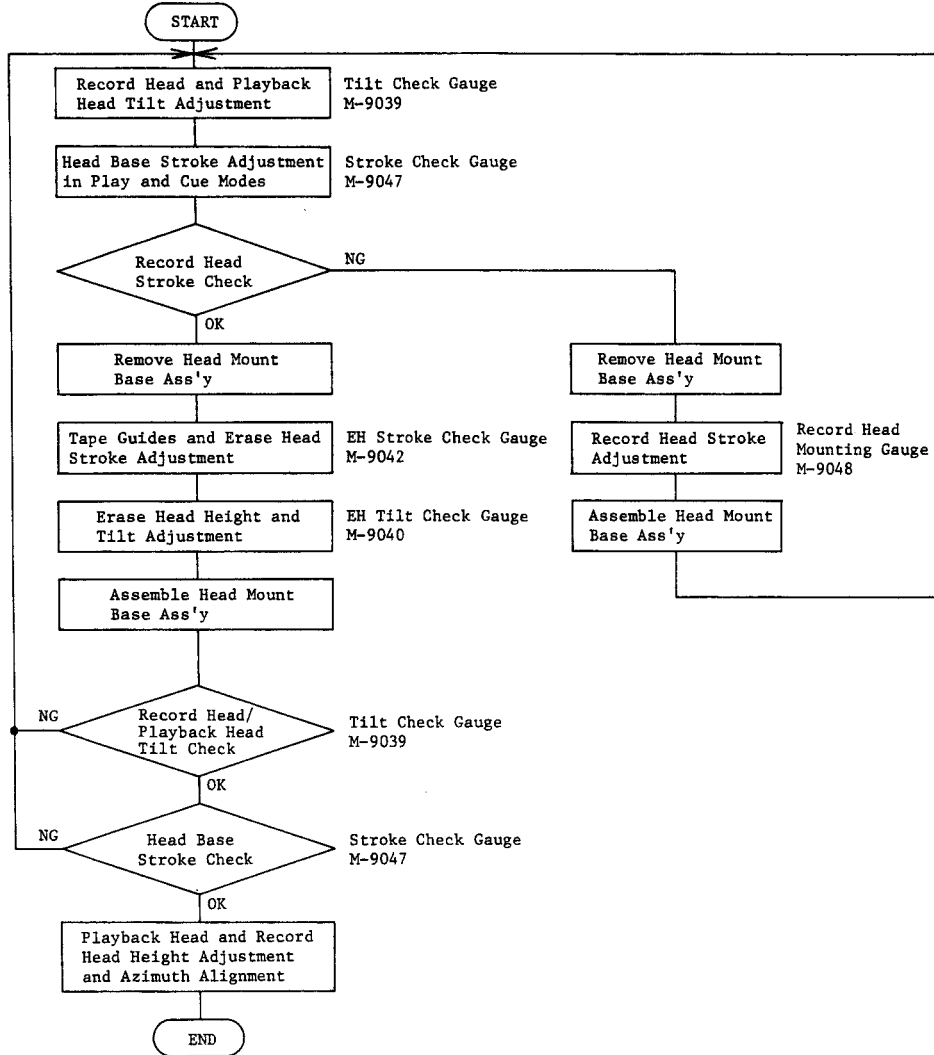 START
Record Head and Playback
Head Tilt Adjustment
Tilt Check Gauge
M-9039
Head Base Stroke Adjustment
in Play and Cue Modes
Stroke Check Gauge
M-9047
Record Head
Stroke Check
NG
OK
Remove Head Mount
Base Ass'y
Remove Head Mount
Base Ass'y
Tape Guides and Erase Head
Stroke Adjustment
EH Stroke Check Gauge
M-9042
Record Head Stroke
Adjustment
Record Head
Mounting Gauge
M-9048
Erase Head Height and
Tilt Adjustment
EH Tilt Check Gauge
M-9040
Assemble Head Mount
Base Ass'y
Assemble Head Mount
Base Ass'y
NG
Record Head/
Playback Head
Tilt Check
Tilt Check Gauge
M-9039
OK
NG
Head Base
Stroke Check
Stroke Check Gauge
M-9047
OK
Playback Head and Record
Head Height Adjustment
and Azimuth Alignment
END